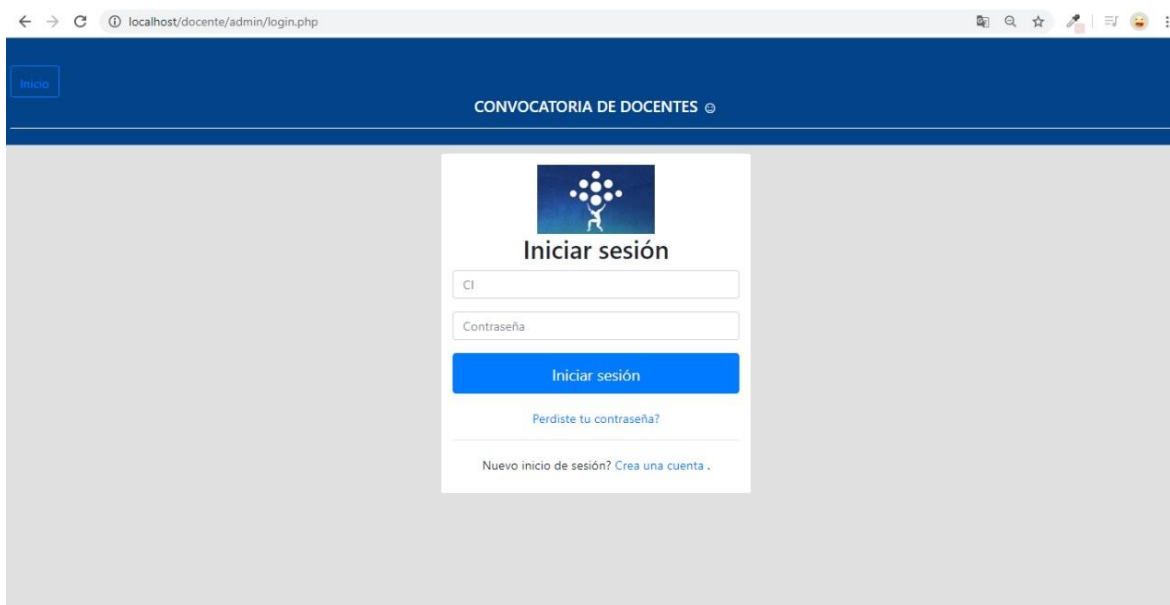 localhost/docente/admin/login.php
Inicio
CONVOCATORIA DE DOCENTES ☺
Iniciar sesión
CI
Contraseña
Iniciar sesión
Perdiste tu contraseña?
Nuevo inicio de sesión? Crea una cuenta .